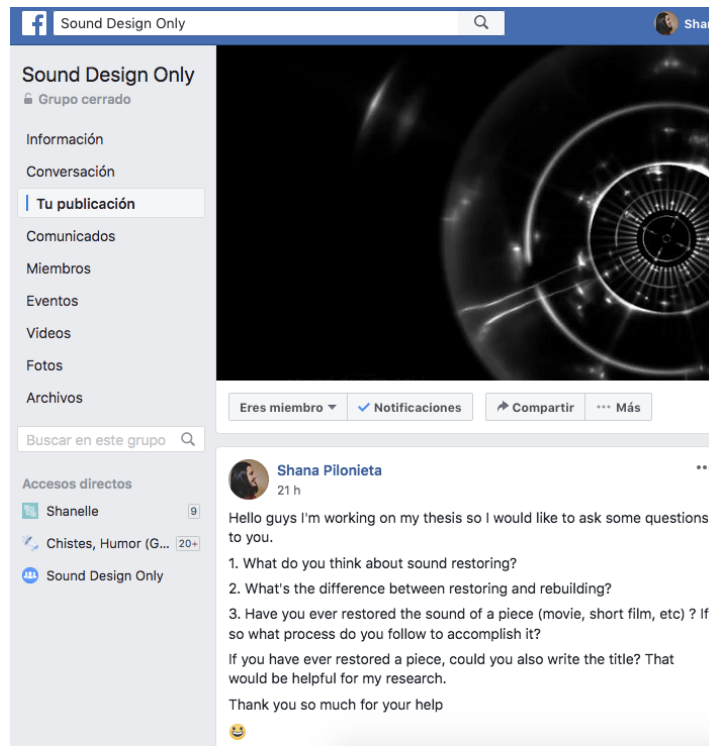 f
Sound Design Only
Shar
Sound Design Only
Grupo cerrado
Información
Conversación
Tu publicación
Comunicados
Miembros
Eventos
Videos
Fotos
Archivos
Eres miembro
Notificaciones
Compartir
Más
Buscar en este grupo
Accesos directos
Shanelle 9
Chistes, Humor (G... 20+
Sound Design Only
Shana Pilonieta
21 h
Hello guys I'm working on my thesis so I would like to ask some questions
to you.
1. What do you think about sound restoring?
2. What's the difference between restoring and rebuilding?
3. Have you ever restored the sound of a piece (movie, short film, etc) ? If
so what process do you follow to accomplish it?
If you have ever restored a piece, could you also write the title? That
would be helpful for my research.
Thank you so much for your help